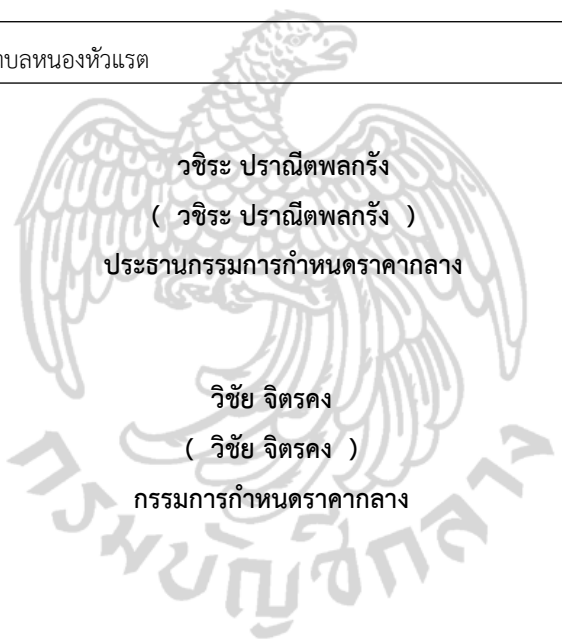 บลหนองหัวแรต
วชิระ ปราณีตพลกรัง
( วชิระ ปราณีตพลกรัง )
ประธานกรรมการกำหนดราคากลาง
วิชัย จิตรคง
( วิชัย จิตรคง )
กรรมการกำหนดราคากลาง
กรมบัญชีกลาง